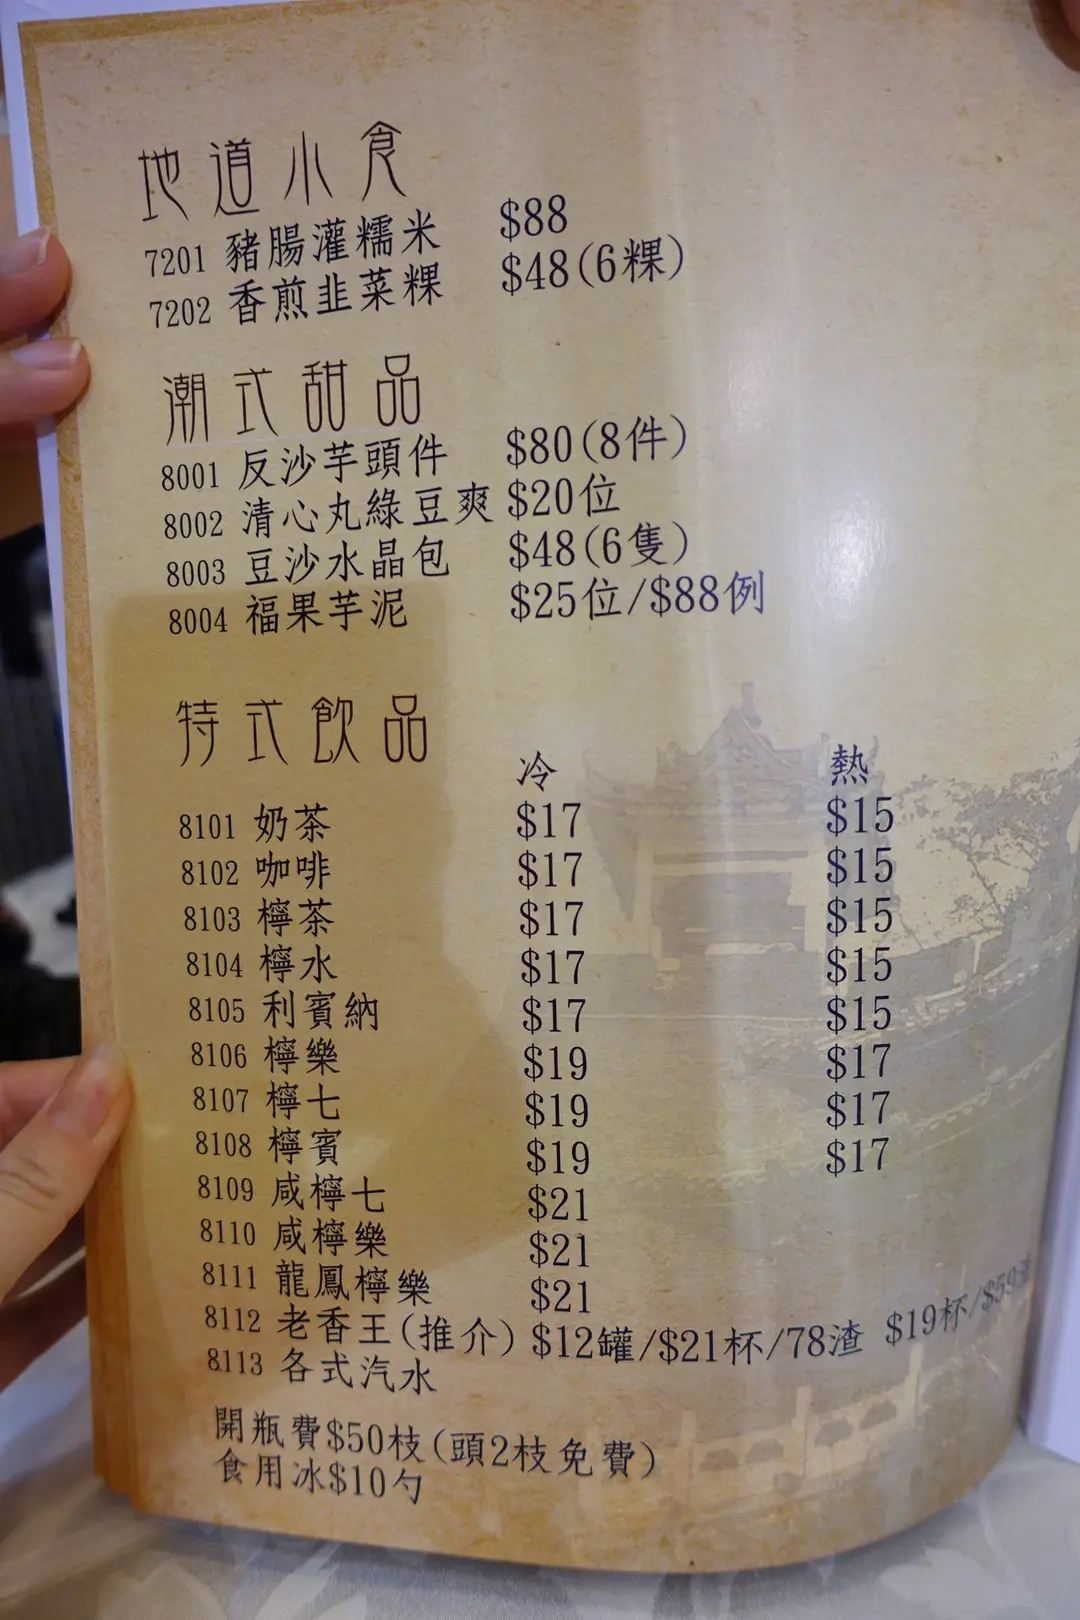 地道小食
7201 豬腸灌糯米 $88
7202 香煎韭菜粿 $48(6粿)
潮式甜品
8001 反沙芋頭件 $80(8件)
8002 清心丸綠豆爽 $20位
8003 豆沙水晶包 $48(6隻)
8004 福果芋泥 $25位/$88例
特式飲品
冷 熱
8101 奶茶 $17 $15
8102 咖啡 $17 $15
8103 檸茶 $17 $15
8104 檸水 $17 $15
8105 利賓納 $17 $15
8106 檸樂 $19 $17
8107 檸七 $19 $17
8108 檸賓 $19 $17
8109 咸檸七 $21
8110 咸檸樂 $21
8111 龍鳳檸樂 $21
8112 老香王(推介) $12罐/$21杯/78渣 $19杯/$59
8113 各式汽水
開瓶費$50枝(頭2枝免費)
食用冰$10勺